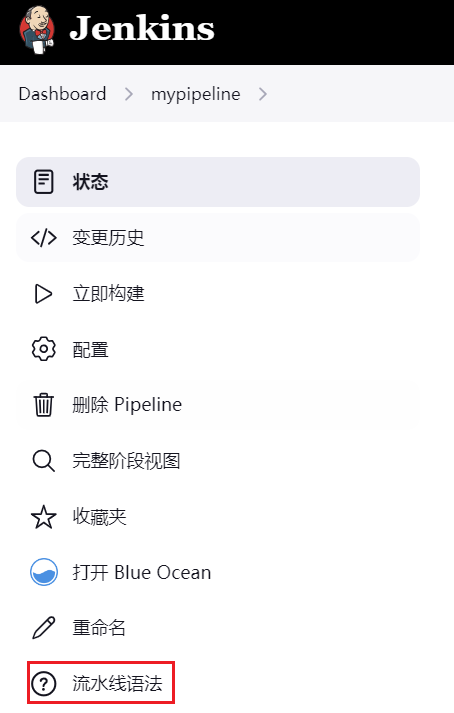 Jenkins
Dashboard > mypipeline >
状态
变更历史
立即构建
配置
删除 Pipeline
完整阶段视图
收藏夹
打开 Blue Ocean
重命名
流水线语法